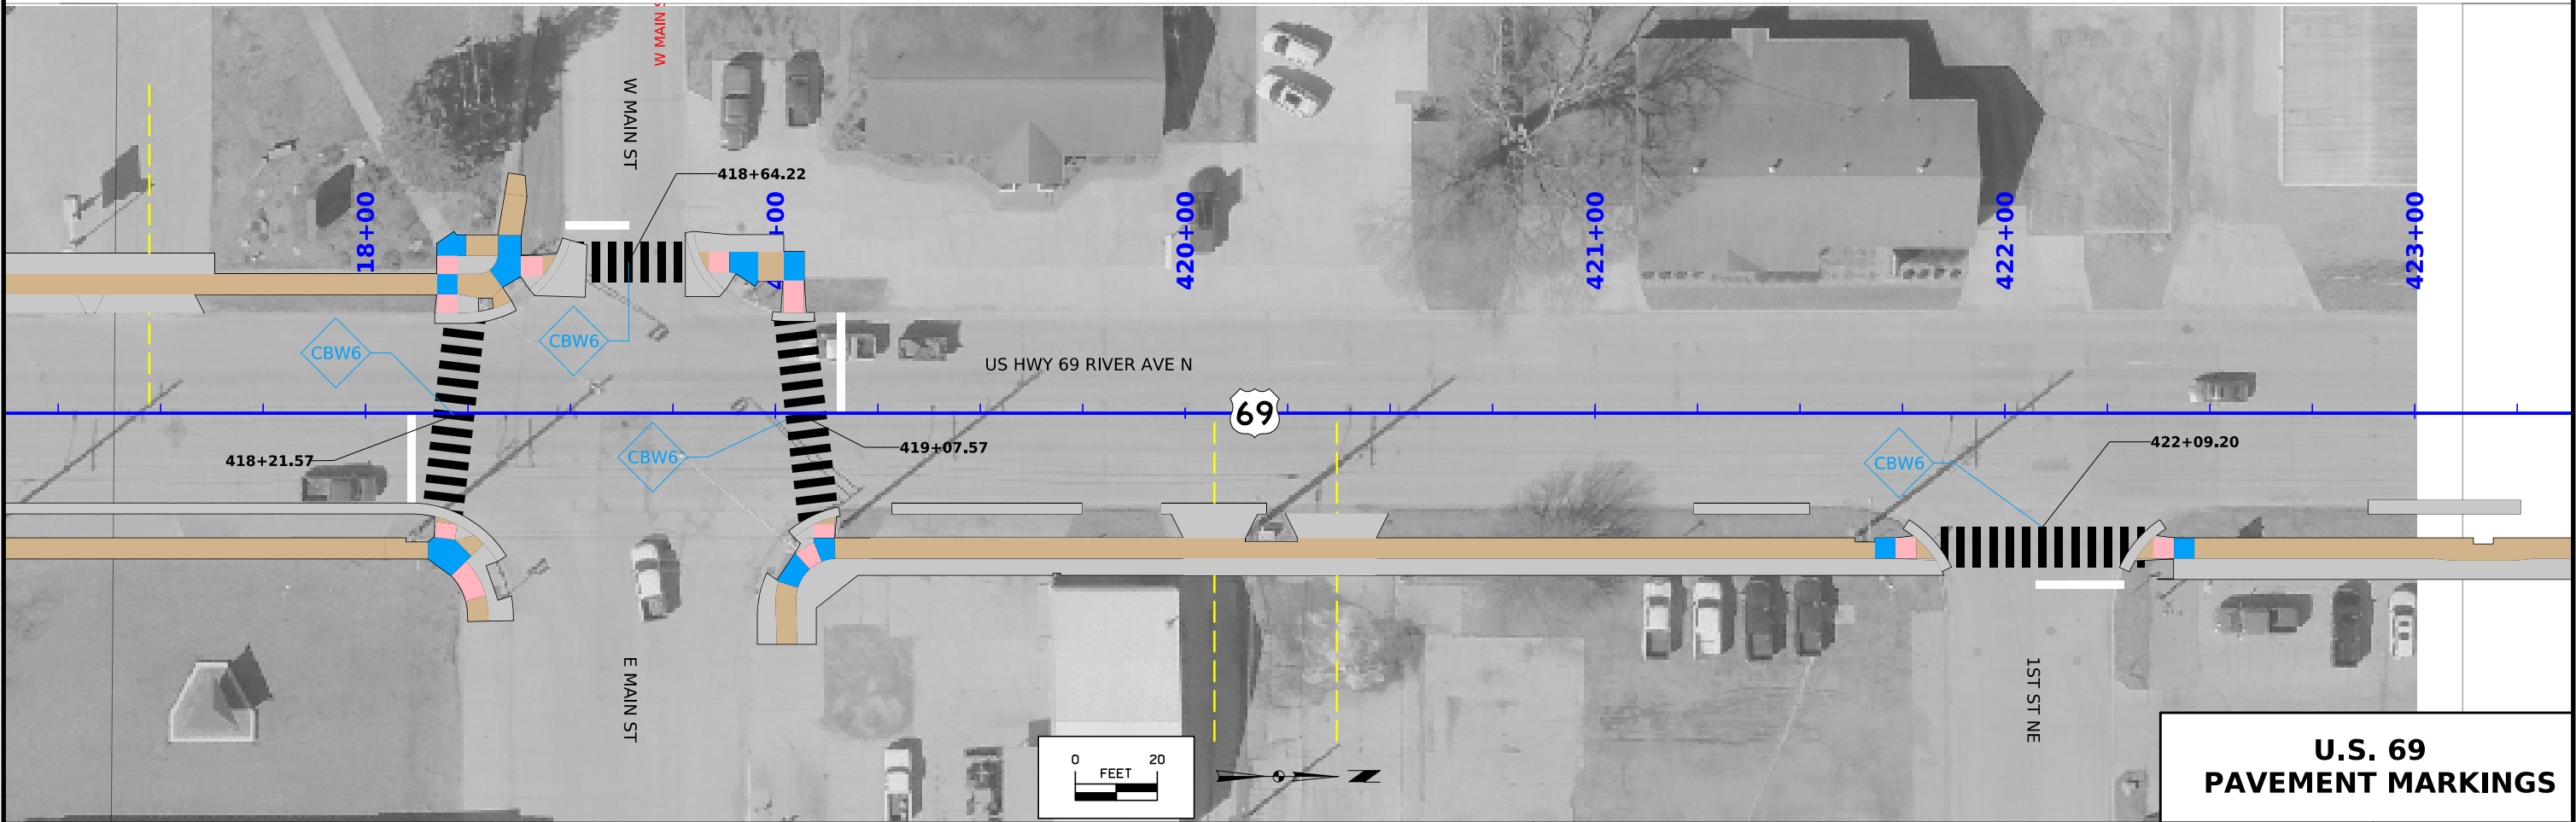 W MAIN S
W MAIN ST
418+64.22
18+00
4 +00
420+00
421+00
422+00
423+00
CBW6
CBW6
US HWY 69 RIVER AVE N
69
418+21.57
CBW6
419+07.57
CBW6
422+09.20
E MAIN ST
1ST ST NE
0 20
FEET
U.S. 69
PAVEMENT MARKINGS